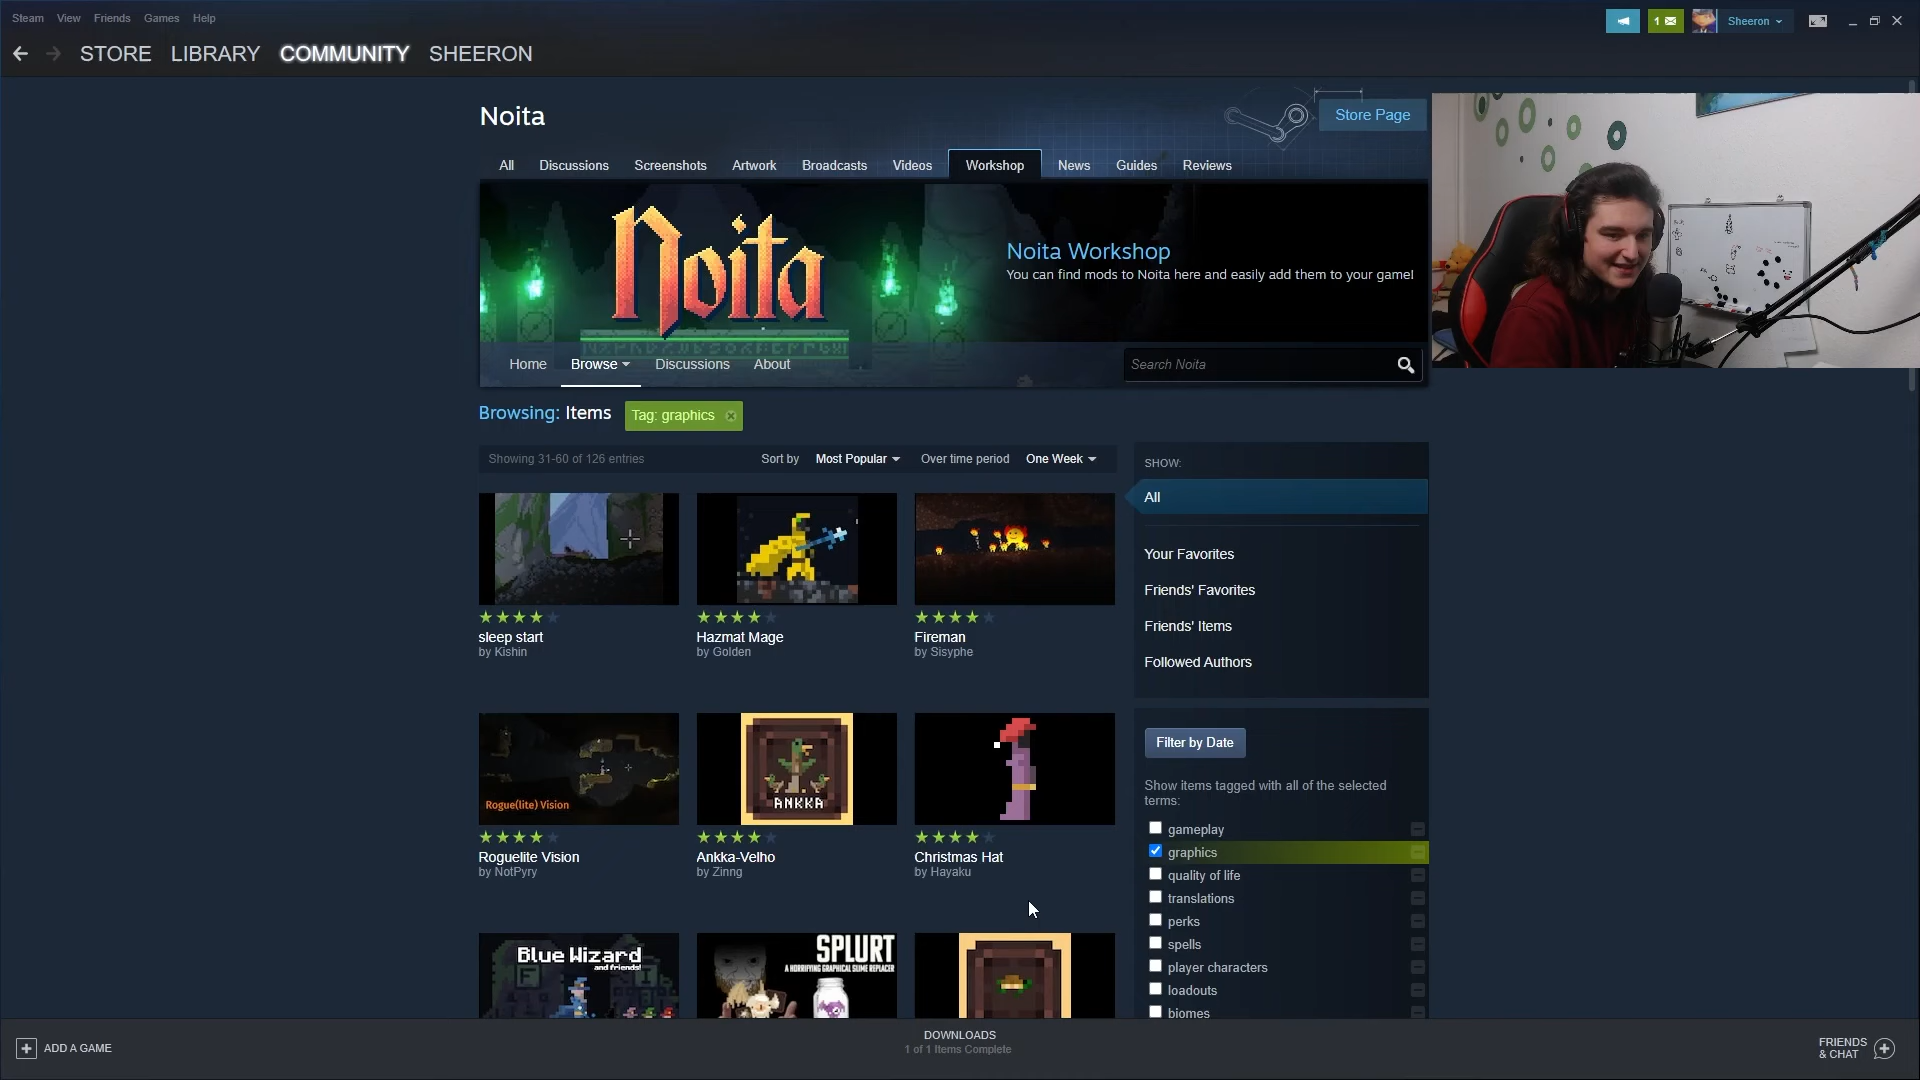 Steam View Friends Games Help
1
Sheeron
STORE LIBRARY COMMUNITY SHEERON
Noita
Store Page
All Discussions Screenshots Artwork Broadcasts Videos Workshop News Guides Reviews
Noita
Noita Workshop
You can find mods to Noita here and easily add them to your game!
Home Browse Discussions About
Search Noita
Browsing: Items Tag: graphics
Showing 31-60 of 126 entries
Sort by Most Popular Over time period One Week
sleep start
by Kishin
Hazmat Mage
by Golden
Fireman
by Sisyphe
Rogue(lite) Vision
Roguelite Vision
by NotPyry
ANKKA
Ankka-Velho
by Zinng
Christmas Hat
by Hayaku
Blue Wizard
and friends!
SPLURT
A HORRIFYING GRAPHICAL SLIME REPLACER
SHOW:
All
Your Favorites
Friends' Favorites
Friends' Items
Followed Authors
Filter by Date
Show items tagged with all of the selected
terms:
gameplay
graphics
quality of life
translations
perks
spells
player characters
loadouts
biomes
ADD A GAME
DOWNLOADS
1 of 1 Items Complete
FRIENDS
& CHAT